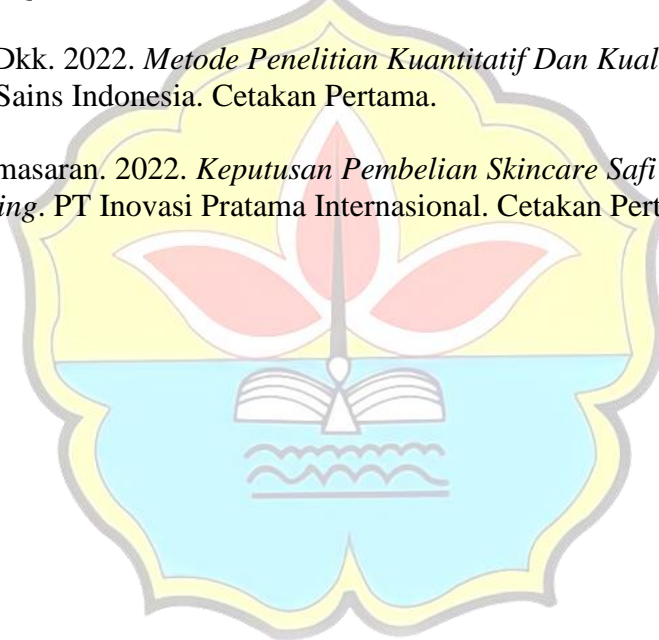 Dkk. 2022. Metode Penelitian Kuantitatif Dan Kual
Sains Indonesia. Cetakan Pertama.
masaran. 2022. Keputusan Pembelian Skincare Safi
ing. PT Inovasi Pratama Internasional. Cetakan Pert